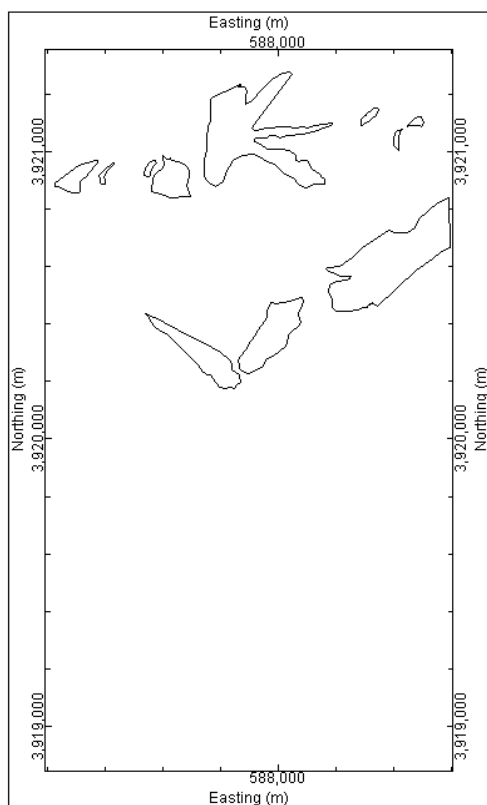 Easting (m)
588,000
3,921,000
3,921,000
Northing (m)
Northing (m)
3,920,000
3,920,000
3,919,000
3,919,000
588,000
Easting (m)